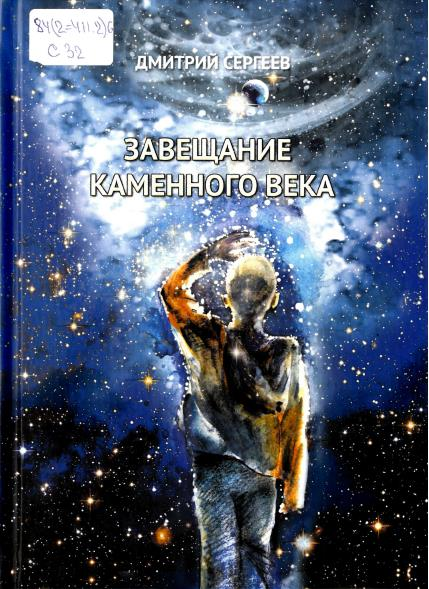 84(2=411.2)6
С 32
ДМИТРИЙ СЕРГЕЕВ
ЗАВЕЩАНИЕ
КАМЕННОГО ВЕКА